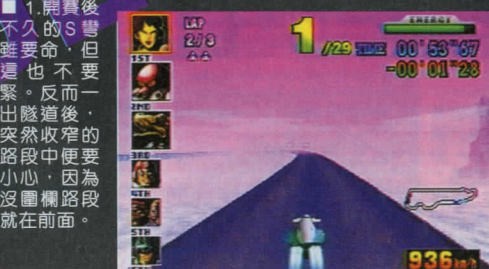 ■ 1.開賽後
不久的S彎
雖要命，但
這也不要
緊。反而一
出隧道後，
突然收窄的
路段中便要
小心，因為
沒圍欄路段
就在前面。
LAP
2/3
1ST
2ND
3RD
4TH
5TH
1/29 TIME 00'53"67
-00'01"28
ENERGY
936km/h